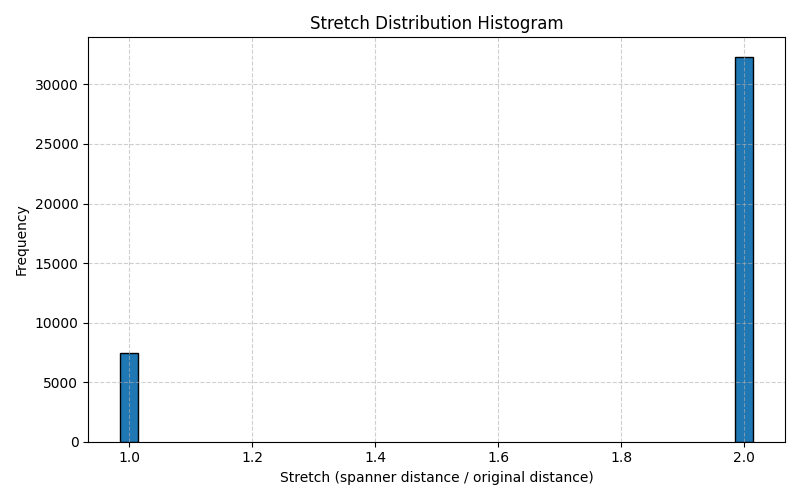 Stretch Distribution Histogram
Frequency
30000
25000
20000
15000
10000
5000
0
1.0 1.2 1.4 1.6 1.8 2.0
Stretch (spanner distance / original distance)